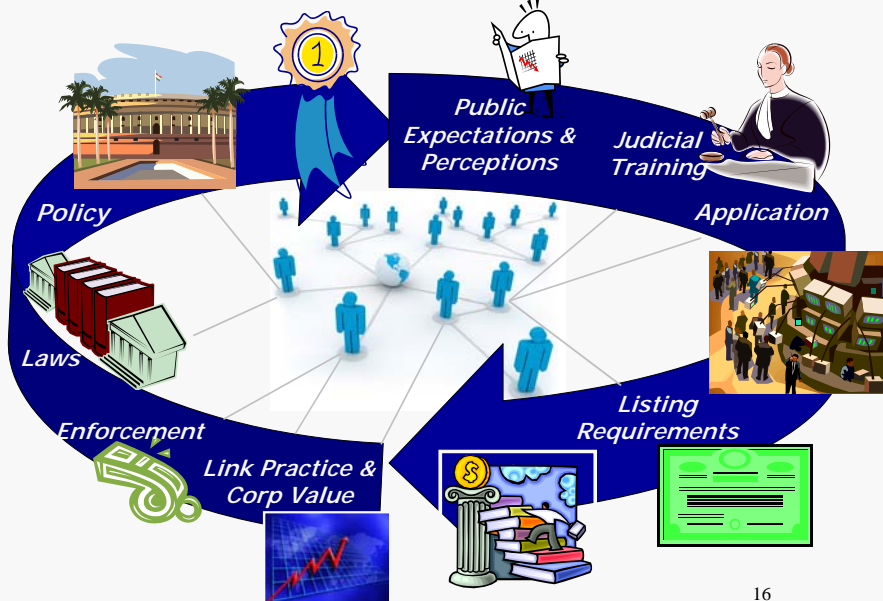 1
Public
Expectations &
Perceptions
Judicial
Training
Application
Policy
Laws
Listing
Requirements
Enforcement
Link Practice &
Corp Value
$
16